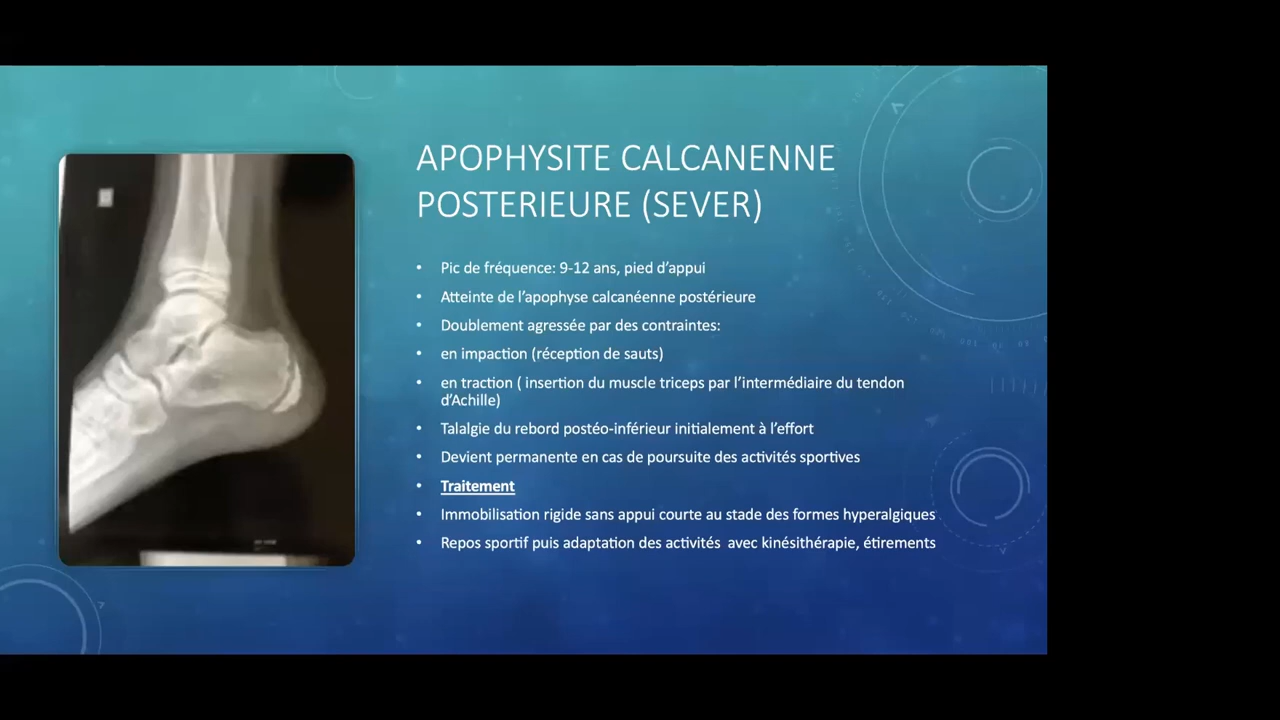 APOPHYSITE CALCANENNE
POSTERIEURE (SEVER)
• Pic de fréquence: 9-12 ans, pied d'appui
• Atteinte de l'apophyse calcanéenne postérieure
• Doublement agressée par des contraintes:
• en impaction (réception de sauts)
• en traction ( insertion du muscle triceps par l'intermédiaire du tendon
d'Achille)
• Talalgie du rebord postéo-inférieur initialement à l'effort
• Devient permanente en cas de poursuite des activités sportives
• Traitement
• Immobilisation rigide sans appui courte au stade des formes hyperalgiques
• Repos sportif puis adaptation des activités avec kinésithérapie, étirements